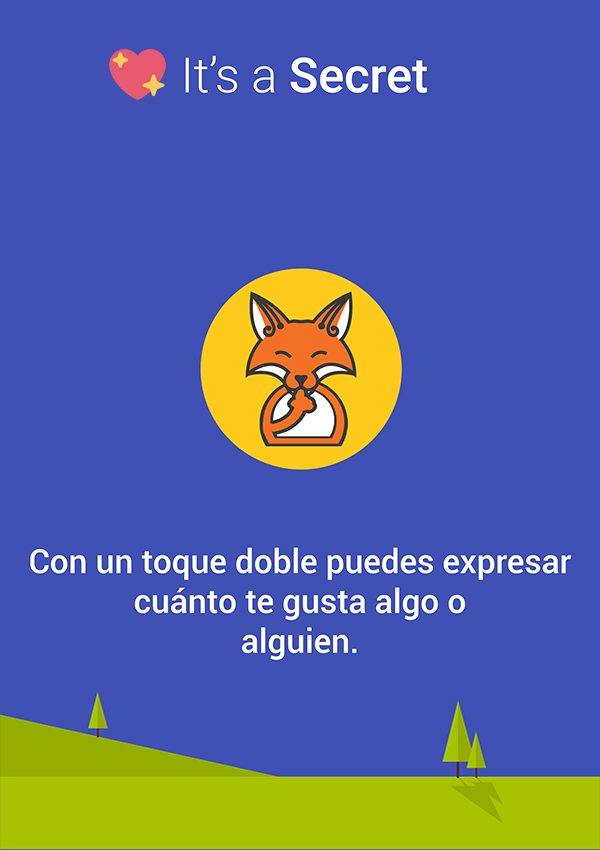 It’s a Secret
Con un toque doble puedes expresar
cuánto te gusta algo o
alguien.